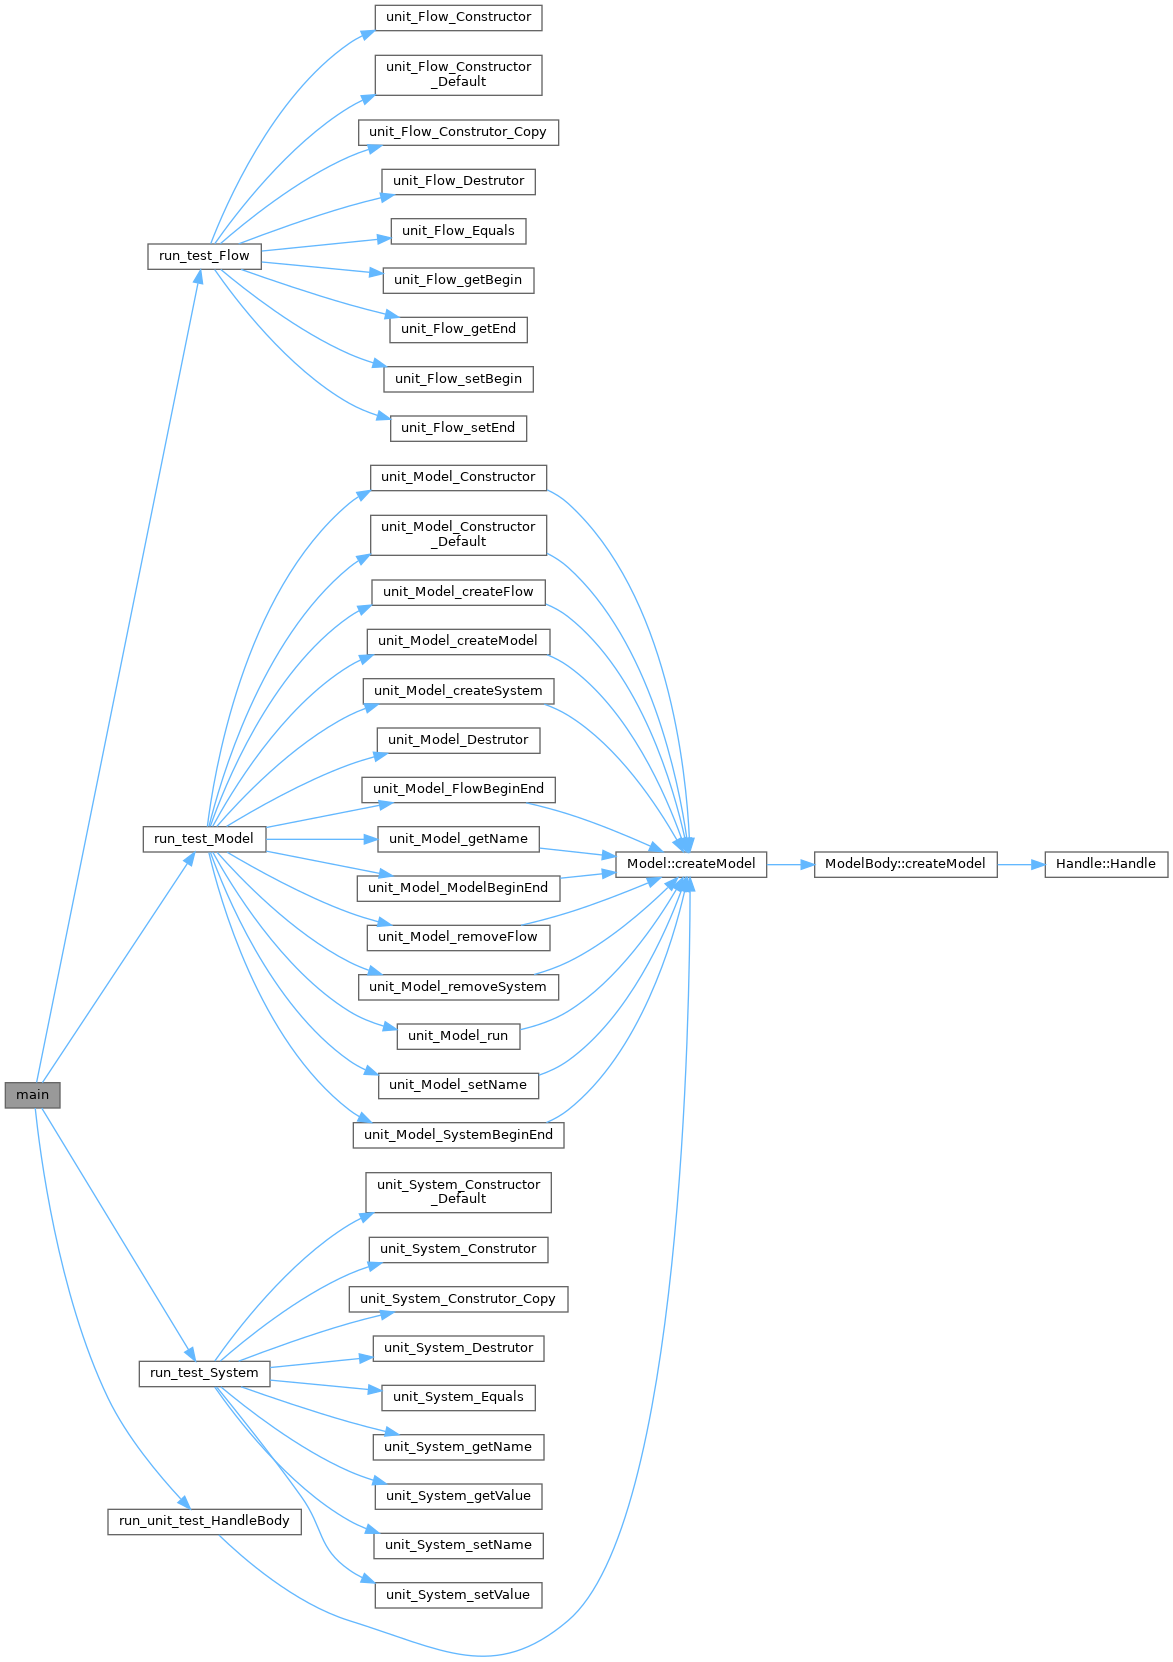 unit_Flow_Constructor
unit_Flow_Constructor
_Default
unit_Flow_Construtor_Copy
unit_Flow_Destrutor
unit_Flow_Equals
run_test_Flow
unit_Flow_getBegin
unit_Flow_getEnd
unit_Flow_setBegin
unit_Flow_setEnd
unit_Model_Constructor
unit_Model_Constructor
_Default
unit_Model_createFlow
unit_Model_createModel
unit_Model_createSystem
unit_Model_Destrutor
unit_Model_FlowBeginEnd
run_test_Model
unit_Model_getName
Model::createModel
ModelBody::createModel
Handle::Handle
unit_Model_ModelBeginEnd
unit_Model_removeFlow
unit_Model_removeSystem
unit_Model_run
unit_Model_setName
main
unit_Model_SystemBeginEnd
unit_System_Constructor
_Default
unit_System_Construtor
unit_System_Construtor_Copy
unit_System_Destrutor
run_test_System
unit_System_Equals
unit_System_getName
unit_System_getValue
run_unit_test_HandleBody
unit_System_setName
unit_System_setValue